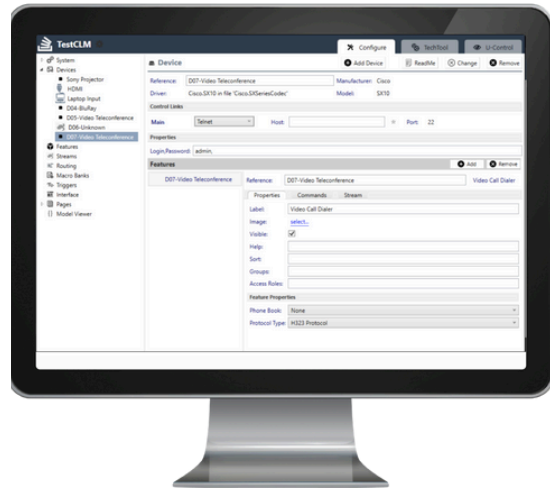 TestCLM
Configure
TechTool
U-Control
System
Devices
Sony Projector
HDMI
Laptop Input
D04-BluRay
D05-Video Teleconference
D06-Unknown
D07-Video Teleconference
Features
Streams
Routing
Macro Banks
Triggers
Interface
Pages
Model Viewer
Device
Add Device
ReadMe
Change
Remove
Reference: D07-Video Teleconference Manufacturer: Cisco
Driver: Cisco.SX10 in file 'Cisco.SXSeriesCodec' Model: SX10
Control Links
Main Telnet Host: Port: 22
Properties
Login,Password: admin,
Features Add Remove
D07-Video Teleconference
Reference: D07-Video Teleconference Video Call Dialer
Properties Commands Stream
Label: Video Call Dialer
Image: select..
Visible:
Help:
Sort:
Groups:
Access Roles:
Feature Properties
Phone Book: None
Protocol Type: H323 Protocol